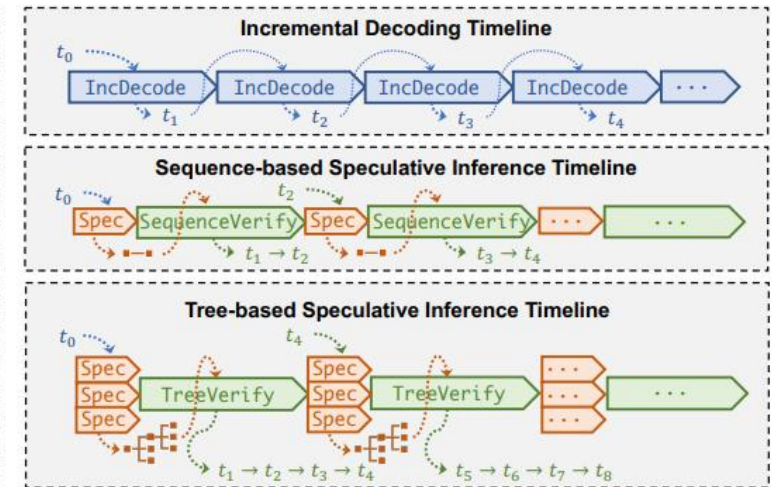 Incremental Decoding Timeline
t₀
IncDecode IncDecode IncDecode IncDecode ...
t₁ t₂ t₃ t₄
Sequence-based Speculative Inference Timeline
t₀ t₂
Spec SequenceVerify Spec SequenceVerify ... ...
t₁ → t₂ t₃ → t₄
Tree-based Speculative Inference Timeline
t₀ t₄
Spec Spec ...
Spec TreeVerify Spec TreeVerify ... ...
Spec Spec ...
t₁ → t₂ → t₃ → t₄ t₅ → t₆ → t₇ → t₈